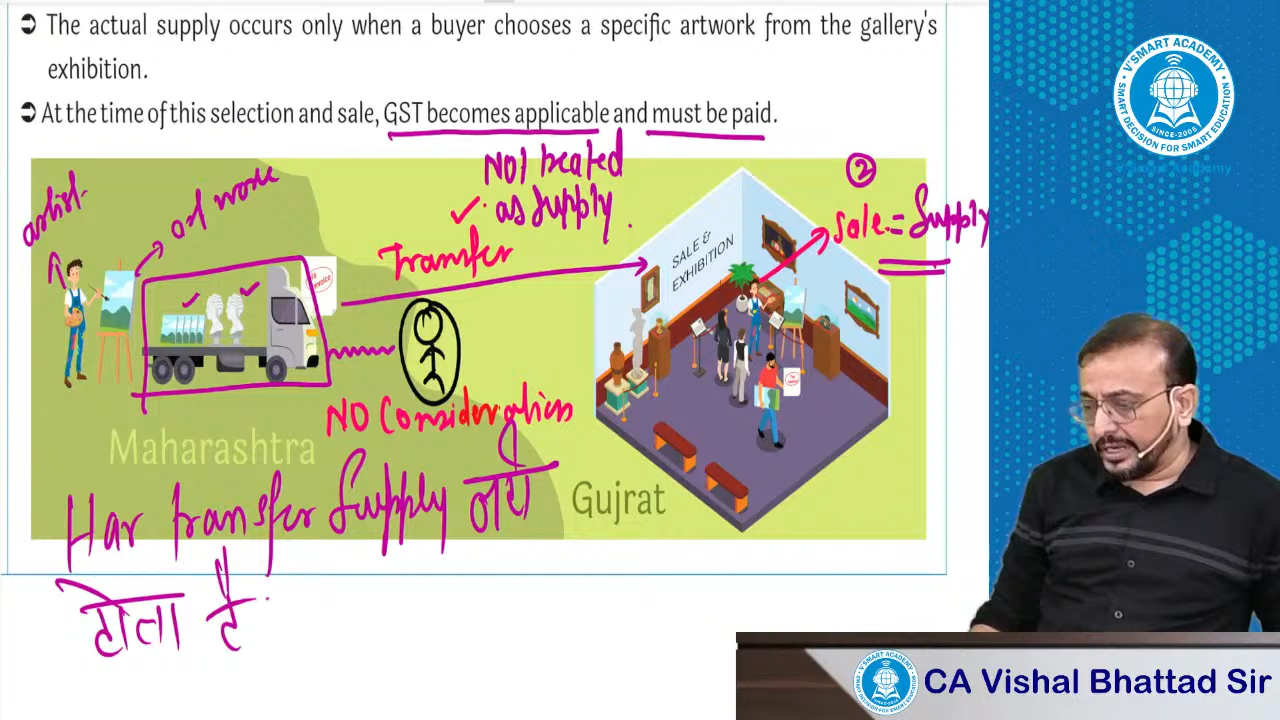 ➲ The actual supply occurs only when a buyer chooses a specific artwork from the gallery's
exhibition.
➲ At the time of this selection and sale, GST becomes applicable and must be paid.
Not treated
as Supply.
②
Sale = Supply
artist
art work
Transfer
SALE &
EXHIBITION
NO Consideration
Maharashtra
Gujrat
Har transfer Supply नही
होता है
V'SMART ACADEMY
SINCE-2008
SMART DECISION FOR SMART EDUCATION
CA Vishal Bhattad Sir